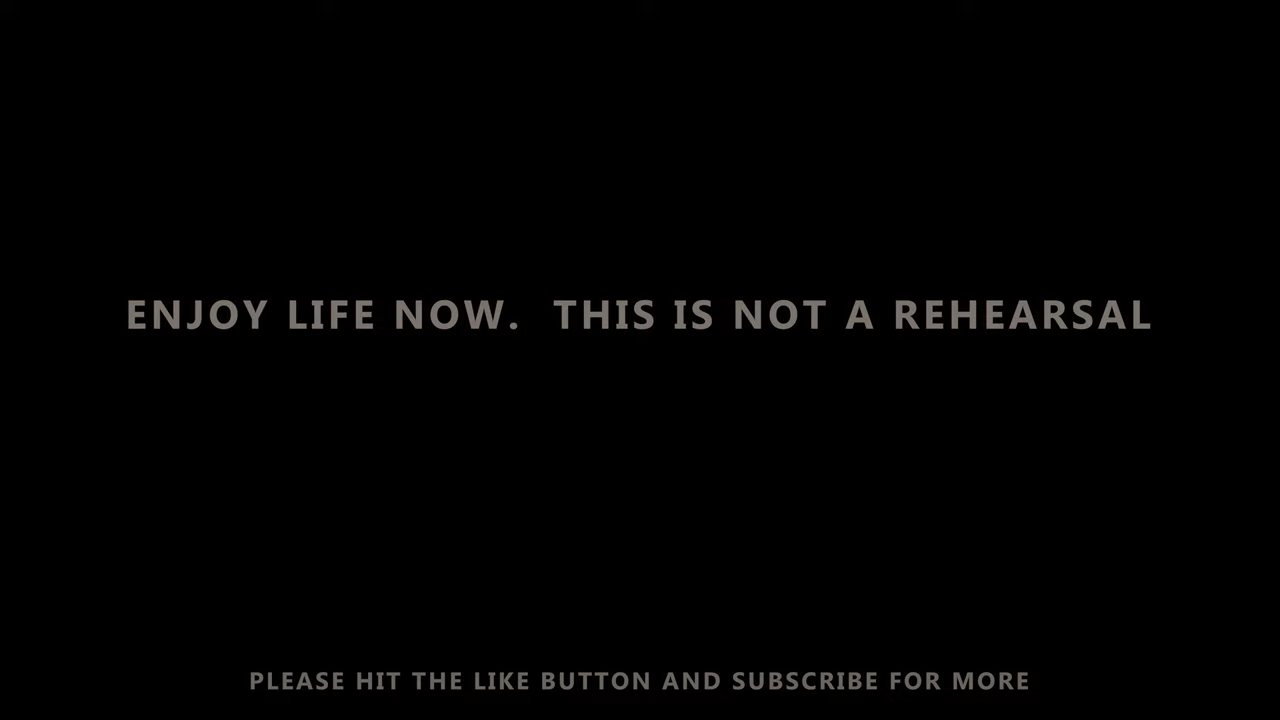 ENJOY LIFE NOW.  THIS IS NOT A REHEARSAL
PLEASE HIT THE LIKE BUTTON AND SUBSCRIBE FOR MORE